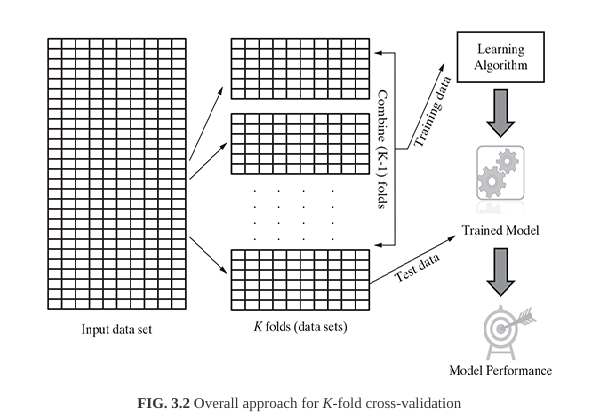 Learning
Algorithm
Combine (K-1) folds
Training data
Trained Model
Test data
Input data set
K folds (data sets)
Model Performance
FIG. 3.2 Overall approach for K-fold cross-validation